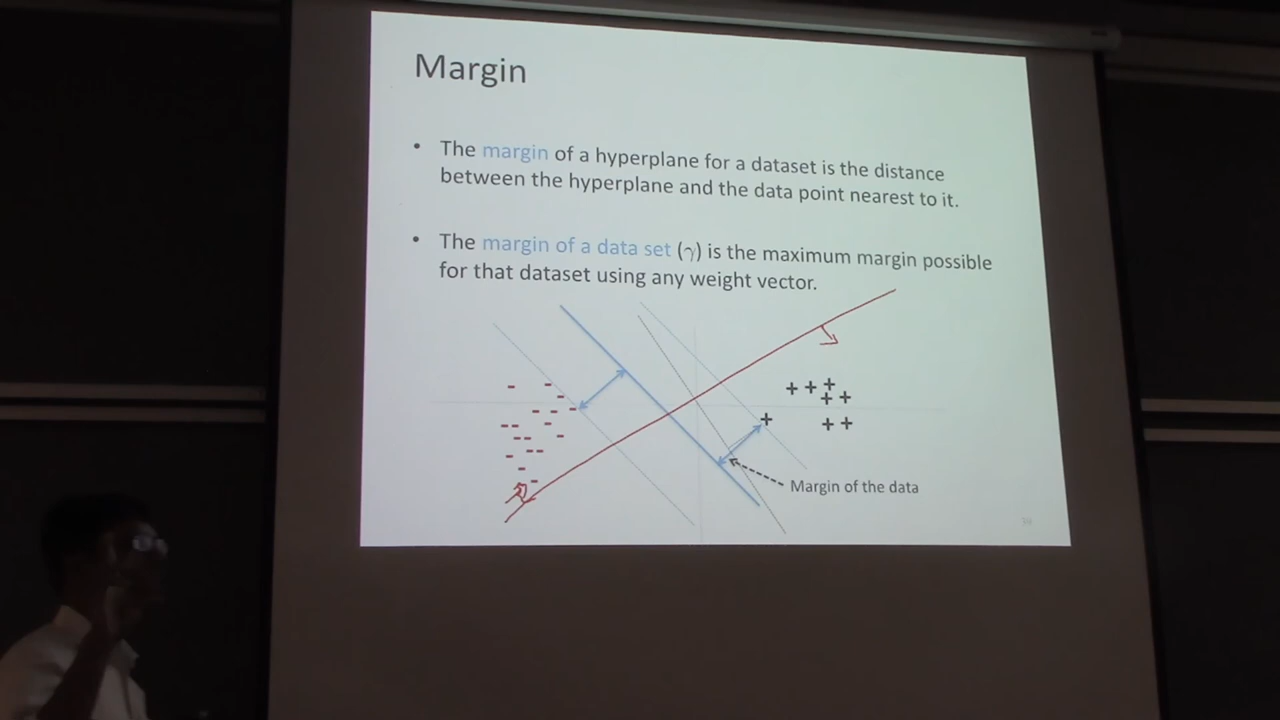 Margin
• The margin of a hyperplane for a dataset is the distance
between the hyperplane and the data point nearest to it.
• The margin of a data set (γ) is the maximum margin possible
for that dataset using any weight vector.
Margin of the data